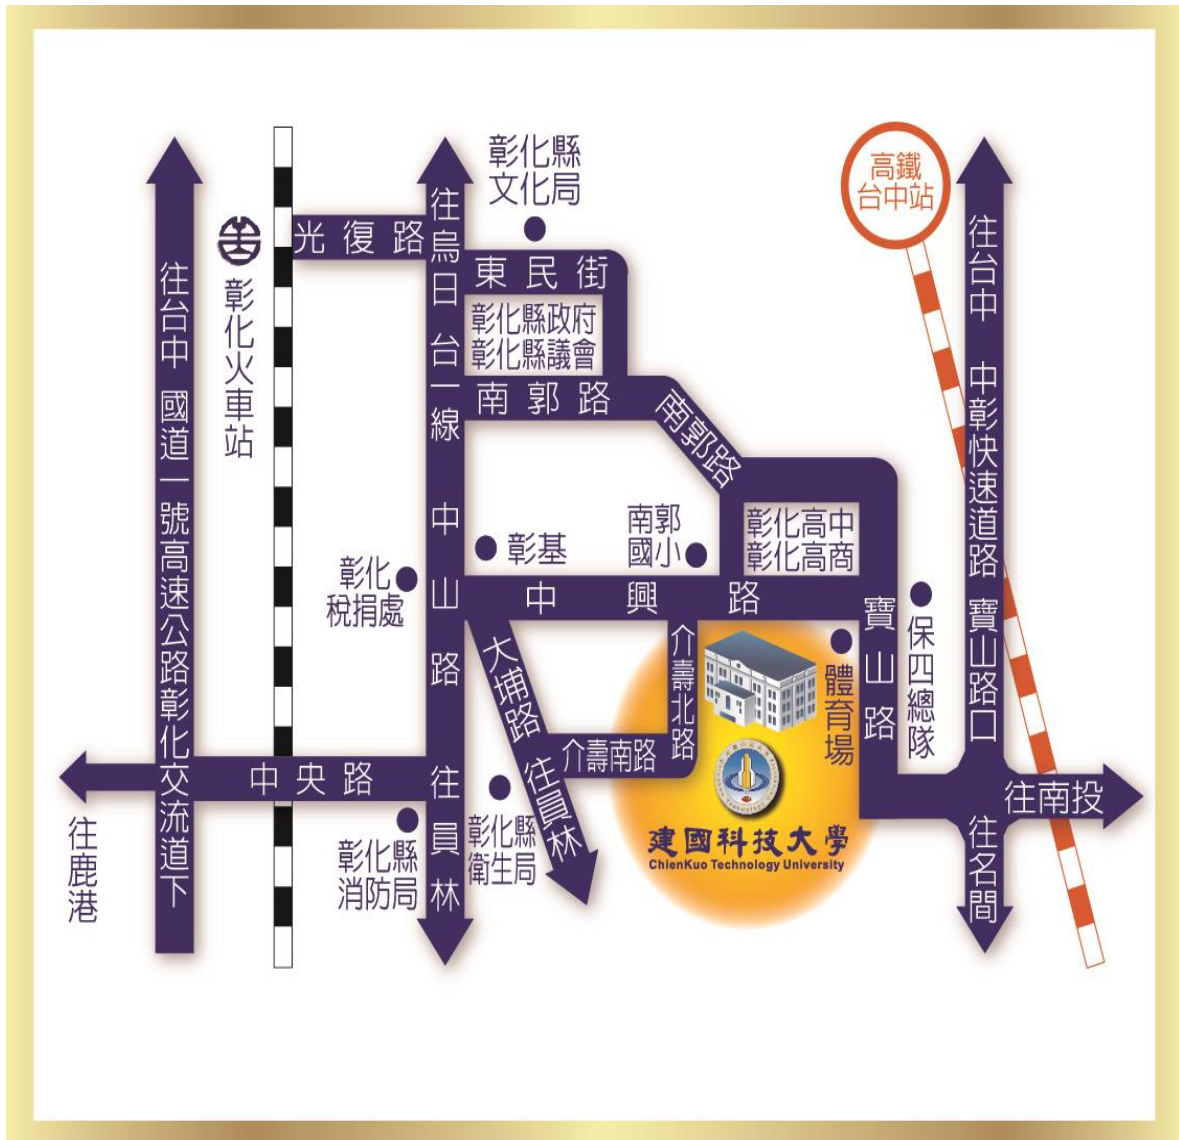 彰化縣
文化局
高鐵
台中站
往台中 國道一號高速公路彰化交流道下
彰化火車站
光復路
往烏日 台一線 中山路 往員林
東民街
彰化縣政府
彰化縣議會
南郭路
南郭路
往台中 中彰快速道路 寶山路口
彰化高中
彰化高商
南郭
國小
彰基
彰化
稅捐處
中興路
大埔路 往員林
介壽北路
介壽南路
體育場
寶山路
保四總隊
中央路
往鹿港
彰化縣
消防局
彰化縣
衛生局
建國科技大學
ChienKuo Technology University
往南投
往名間